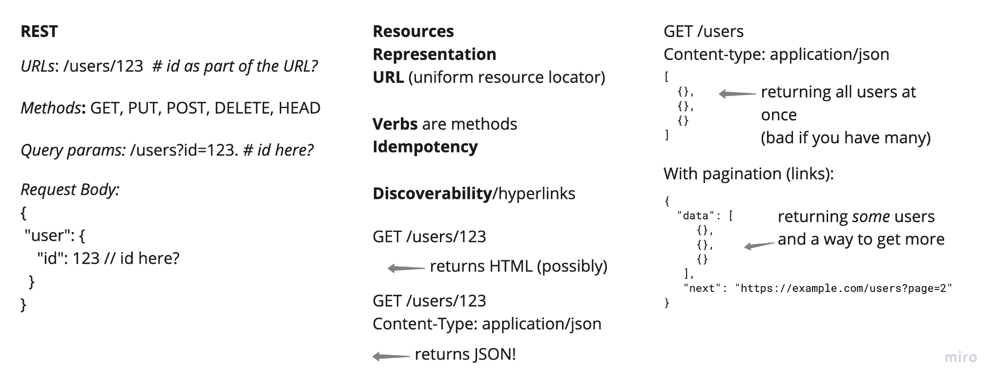 REST
URLs: /users/123  # id as part of the URL?
Methods: GET, PUT, POST, DELETE, HEAD
Query params: /users?id=123. # id here?
Request Body:
{
 "user": {
   "id": 123 // id here?
  }
}
Resources
Representation
URL (uniform resource locator)
Verbs are methods
Idempotency
Discoverability/hyperlinks
GET /users/123
returns HTML (possibly)
GET /users/123
Content-Type: application/json
returns JSON!
GET /users
Content-type: application/json
[
  {},
  {},
  {}
]
returning all users at
once
(bad if you have many)
With pagination (links):
{
  "data": [
     {},
     {},
     {}
   ],
   "next": "https://example.com/users?page=2"
}
returning some users
and a way to get more
miro